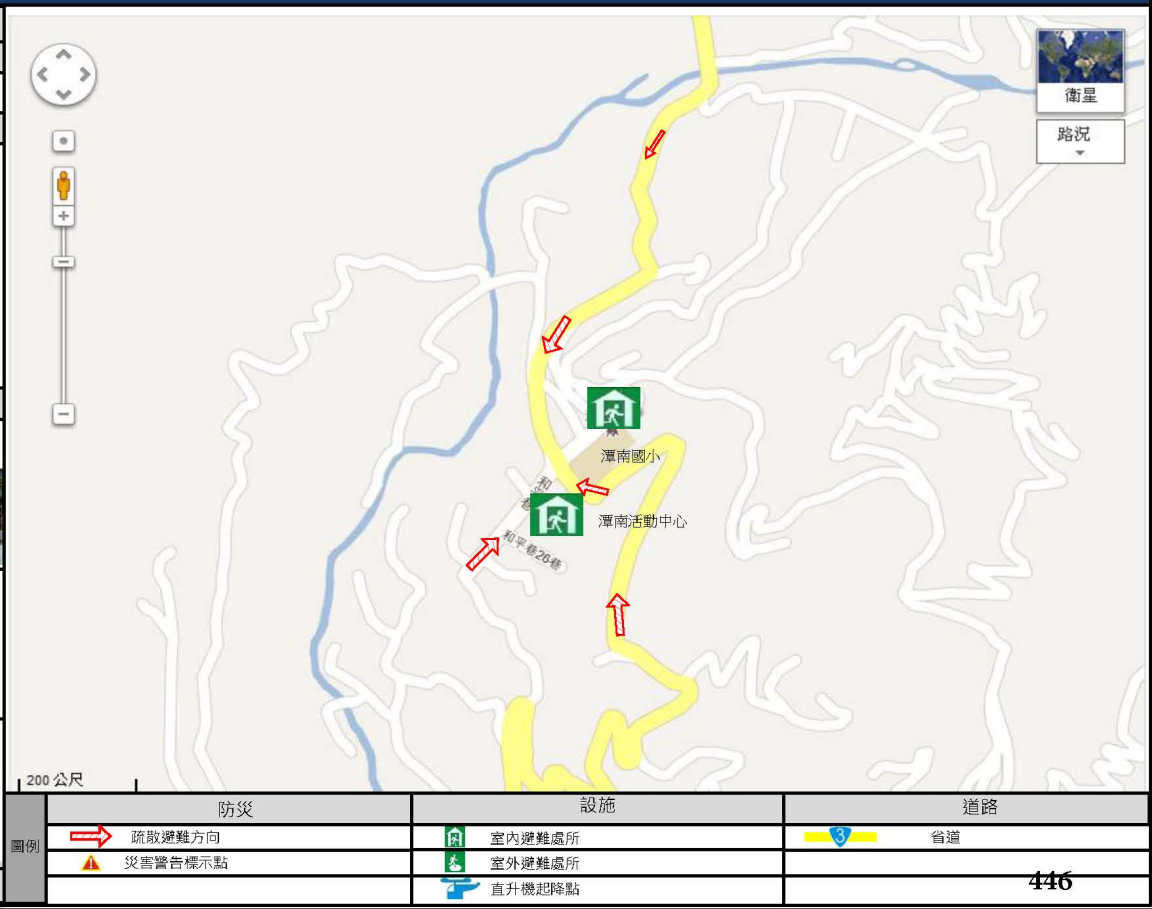 衛星
路況
潭南國小
和
巷
潭南活動中心
和平巷26巷
200 公尺
圖例
防災
設施
道路
疏散避難方向
室內避難處所
3
省道
災害警告標示點
室外避難處所
直升機起降點
446